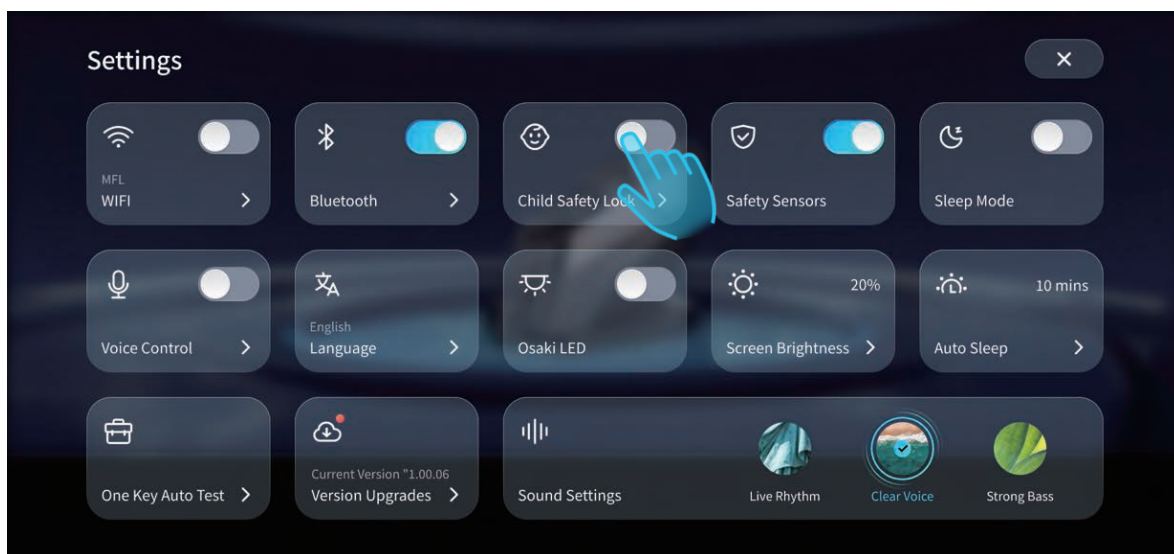 Settings
MFL
WIFI
Bluetooth
Child Safety Lock
Safety Sensors
Sleep Mode
Voice Control
English
Language
Osaki LED
20%
Screen Brightness
10 mins
Auto Sleep
One Key Auto Test
Current Version "1.00.06
Version Upgrades
Sound Settings
Live Rhythm
Clear Voice
Strong Bass